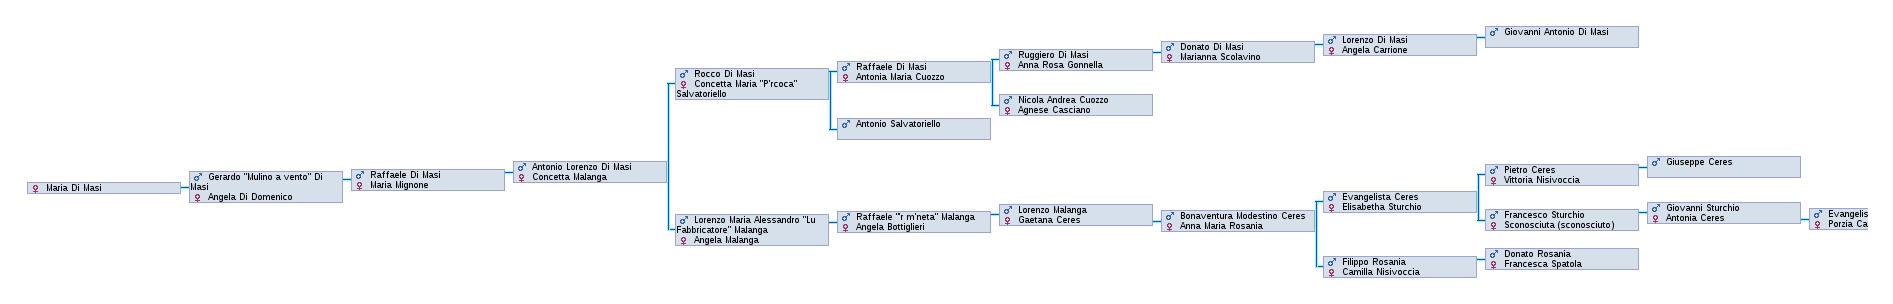 Maria Di Masi
♂ Gerardo "Mulino a vento" Di
Masi
Angela Di Domenico
Raffaele Di Masi
Maria Mignone
Antonio Lorenzo Di Masi
Concetta Malanga
Rocco Di Masi
Concetta Maria "P'rcoca"
Salvatoriello
Lorenzo Maria Alessandro "Lu
Fabbricatore" Malanga
Angela Malanga
Raffaele Di Masi
Antonia Maria Cuozzo
Antonio Salvatoriello
Raffaele "'r m'neta" Malanga
Angela Bottiglieri
Ruggiero Di Masi
Anna Rosa Gonnella
Nicola Andrea Cuozzo
Agnese Casciano
Lorenzo Malanga
Gaetana Ceres
Donato Di Masi
Marianna Scolavino
Bonaventura Modestino Ceres
Anna Maria Rosania
Lorenzo Di Masi
Angela Carrione
Evangelista Ceres
Elisabetha Sturchio
Filippo Rosania
Camilla Nisivoccia
Giovanni Antonio Di Masi
Pietro Ceres
Vittoria Nisivoccia
Francesco Sturchio
Sconosciuta (sconosciuto)
Donato Rosania
Francesca Spatola
Giuseppe Ceres
Giovanni Sturchio
Antonia Ceres
Evangelis
Porzia Ca